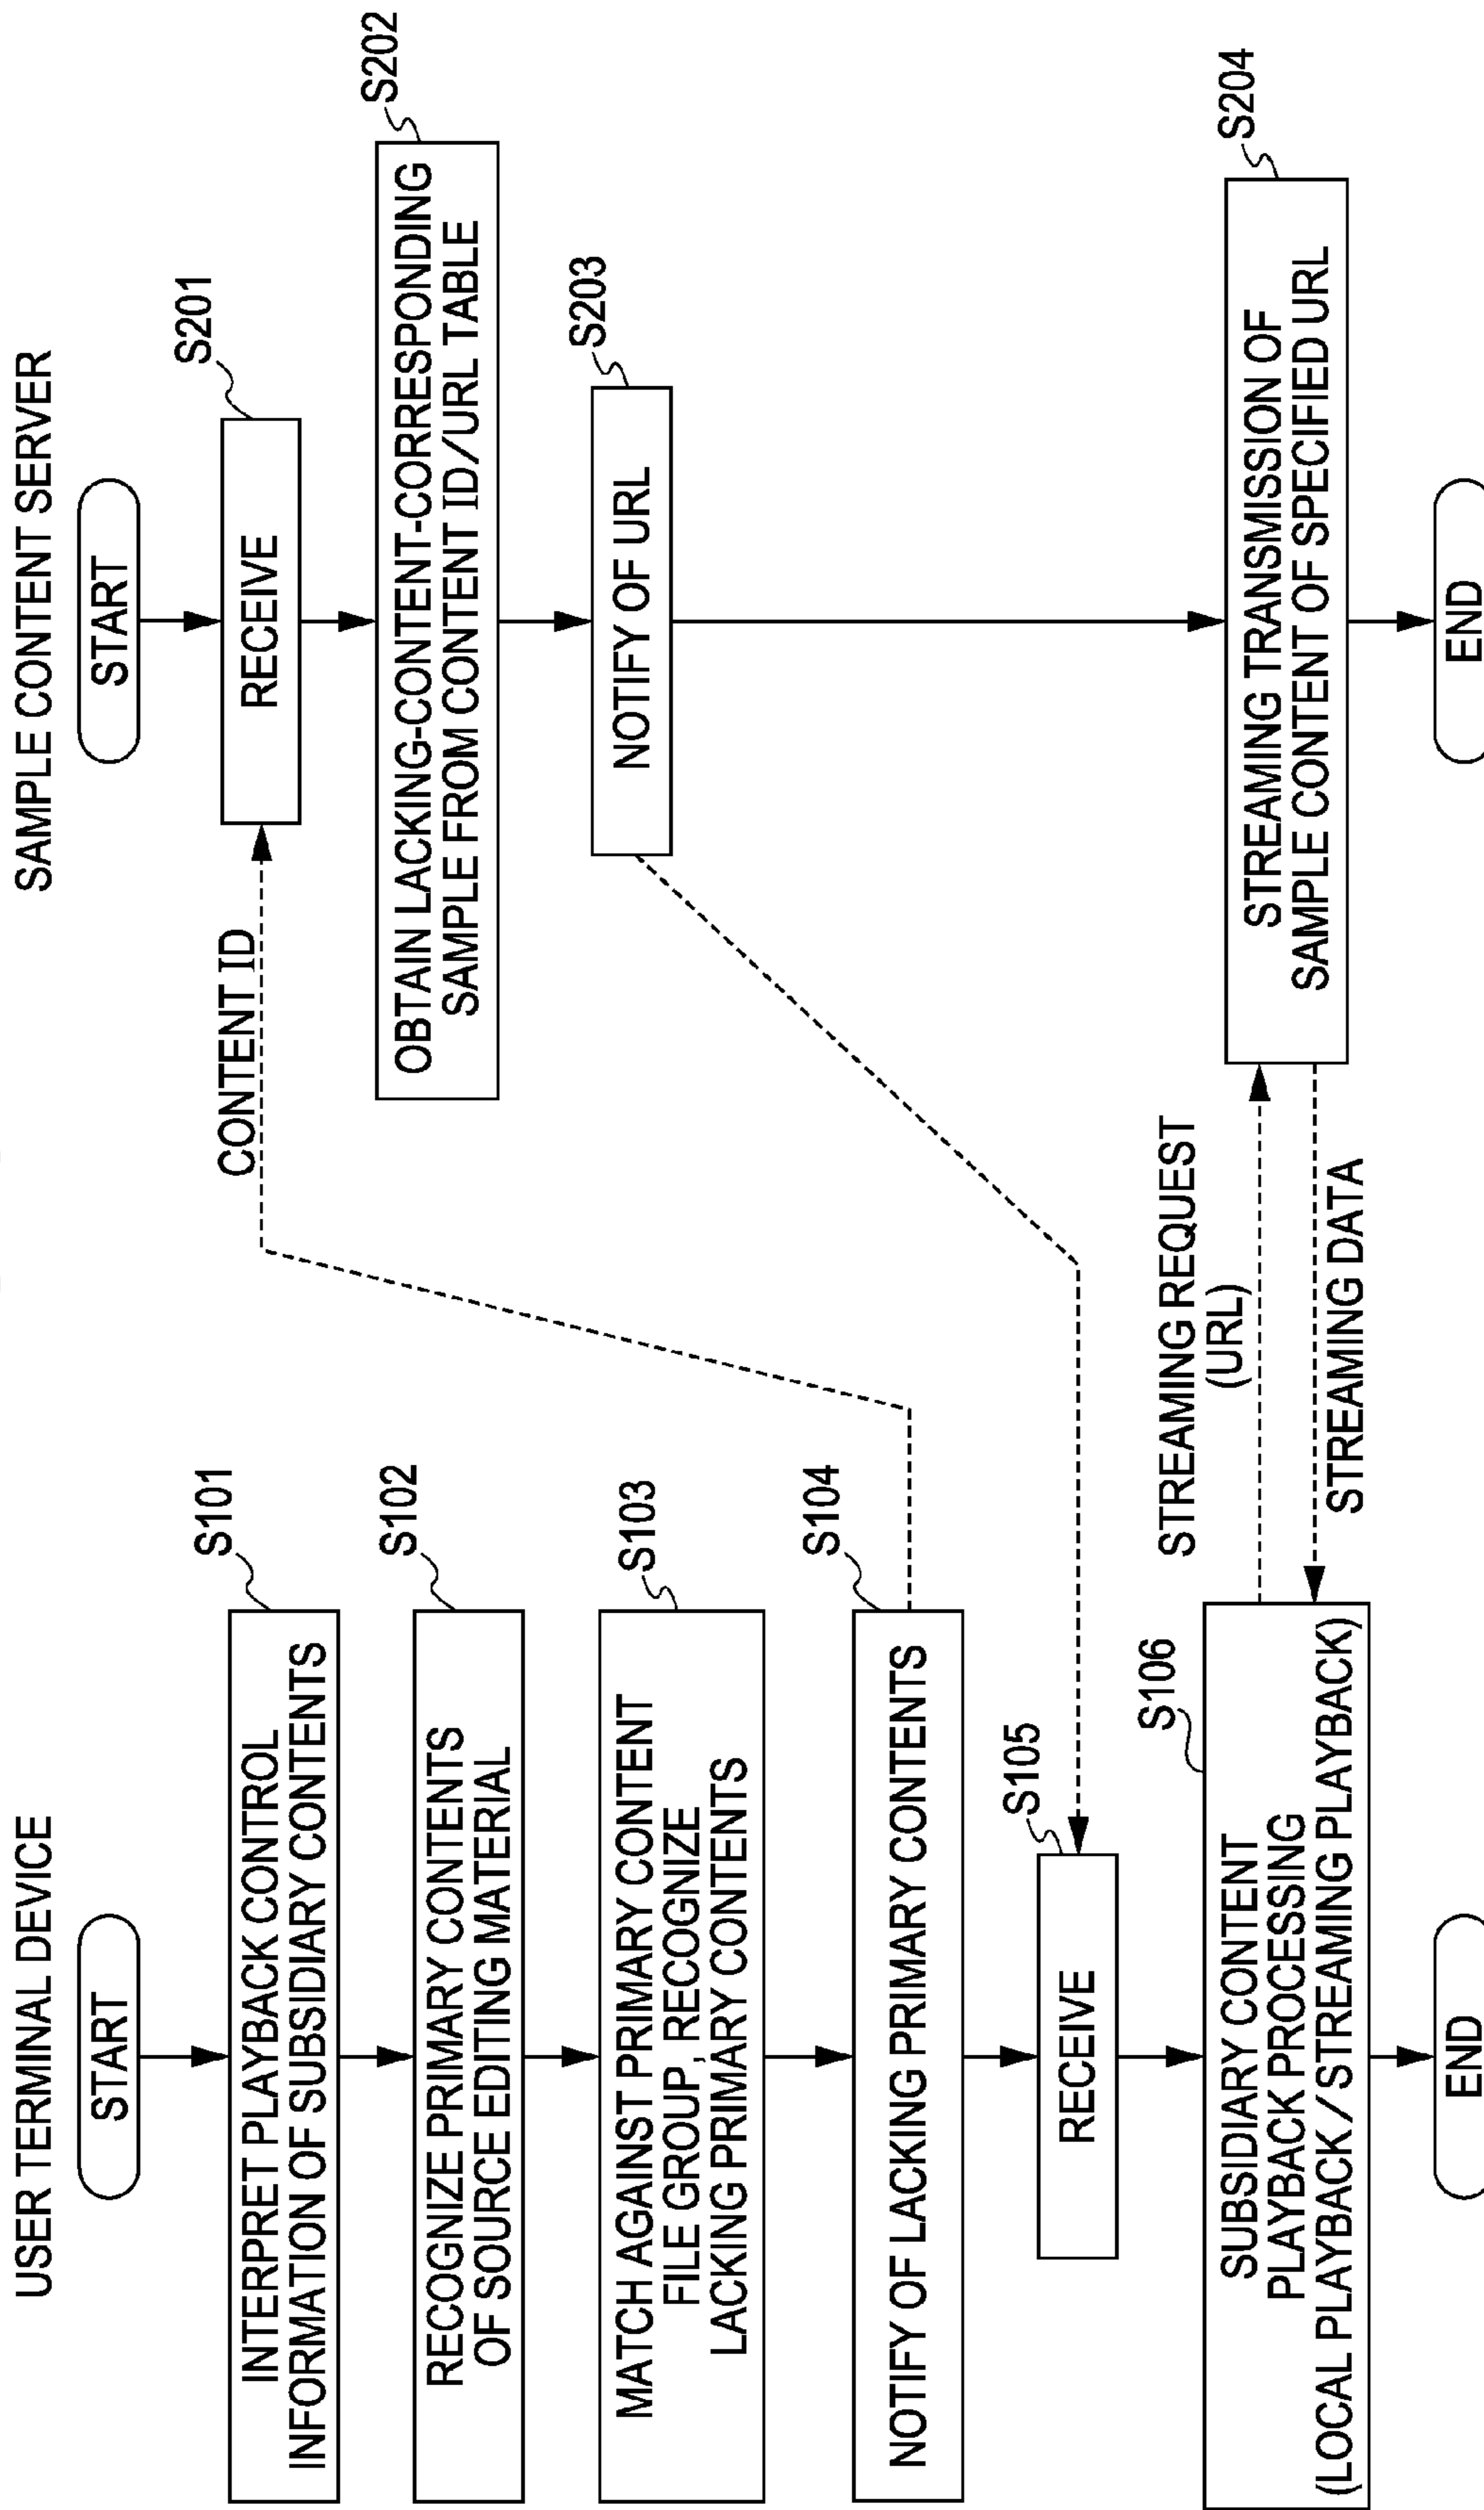 USER TERMINAL DEVICE
START
S101
INTERPRET PLAYBACK CONTROL
INFORMATION OF SUBSIDIARY CONTENTS
S102
RECOGNIZE PRIMARY CONTENTS
OF SOURCE EDITING MATERIAL
S103
MATCH AGAINST PRIMARY CONTENT
FILE GROUP, RECOGNIZE
LACKING PRIMARY CONTENTS
S104
NOTIFY OF LACKING PRIMARY CONTENTS
S105
RECEIVE
S106
SUBSIDIARY CONTENT
PLAYBACK PROCESSING
(LOCAL PLAYBACK/STREAMING PLAYBACK)
END
CONTENT ID
STREAMING REQUEST
(URL)
STREAMING DATA
SAMPLE CONTENT SERVER
START
S201
RECEIVE
S202
OBTAIN LACKING-CONTENT-CORRESPONDING
SAMPLE FROM CONTENT ID/URL TABLE
S203
NOTIFY OF URL
S204
STREAMING TRANSMISSION OF
SAMPLE CONTENT OF SPECIFIED URL
END